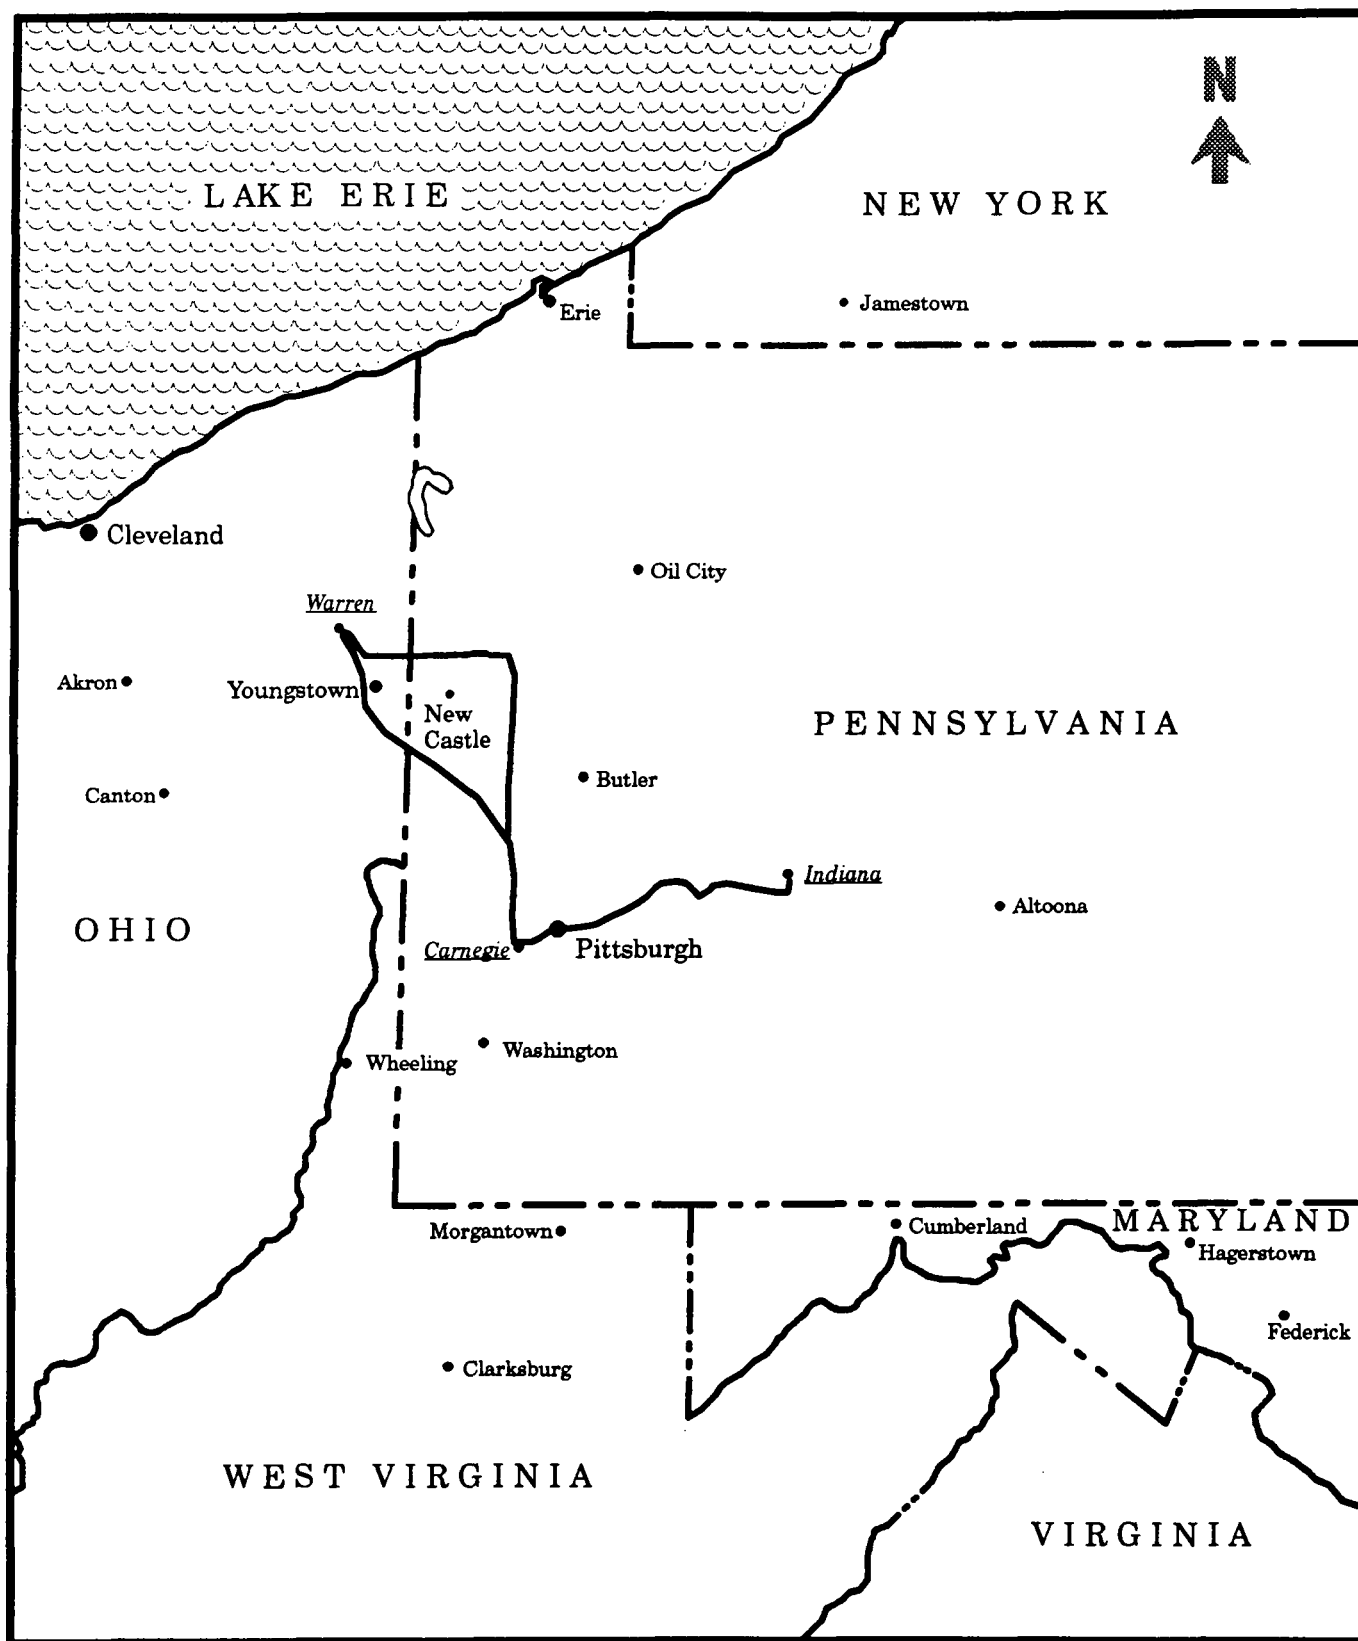 N
LAKE ERIE
NEW YORK
Erie
Jamestown
Cleveland
Oil City
Warren
Akron
Youngstown
New
Castle
PENNSYLVANIA
Butler
Canton
Indiana
Altoona
OHIO
Carnegie
Pittsburgh
Washington
Wheeling
MARYLAND
Morgantown
Cumberland
Hagerstown
Federick
Clarksburg
WEST VIRGINIA
VIRGINIA